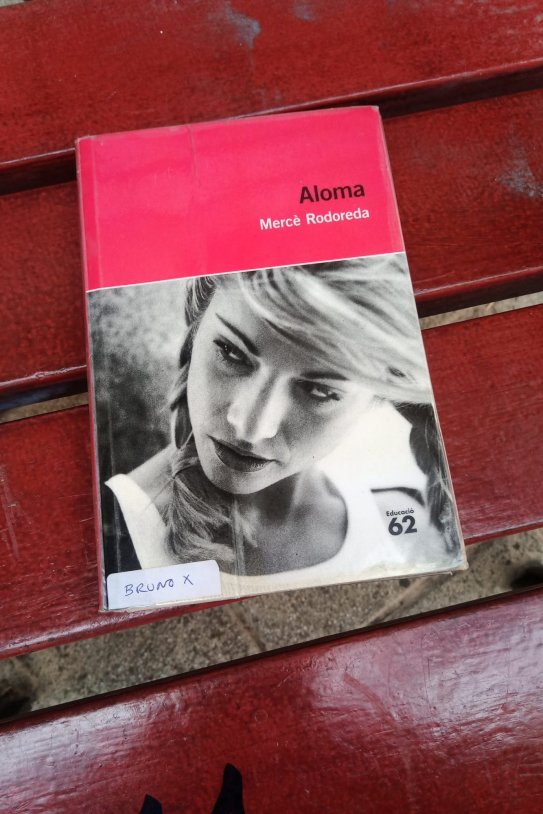 Aloma
Mercè Rodoreda
Educació
62
BRUNO X